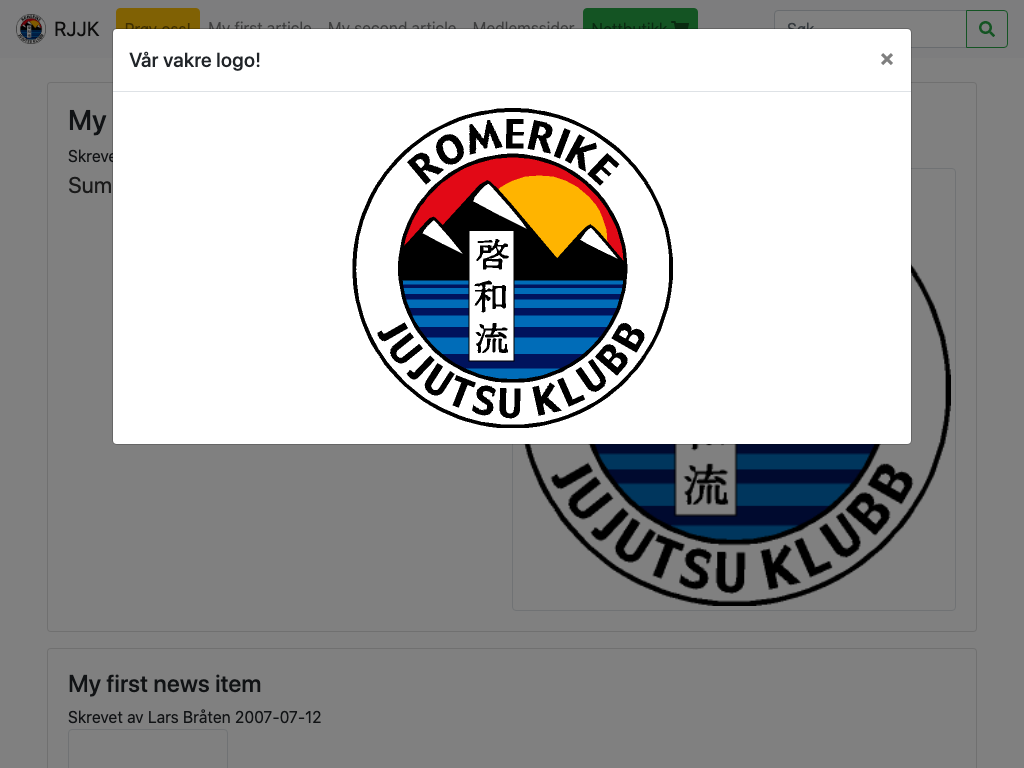 RJJK
Prøv oss!
My first article
My second article
Medlemssider
Nettbutikk
Søk
Vår vakre logo!
×
ROMERIKE
啓
和
流
JUJUTSU KLUBB
My
Skreve
Sum
流
JUJUTSU KLUBB
My first news item
Skrevet av Lars Bråten 2007-07-12